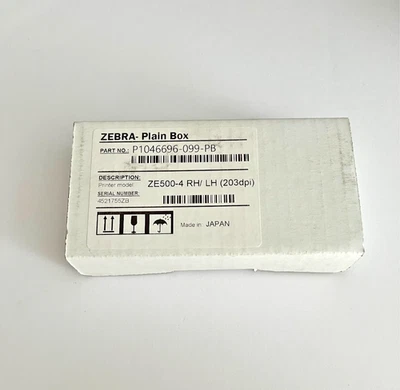 ZEBRA- Plain Box
PART NO.: P1046696-099-PB
DESCRIPTION:
Printer model: ZE500-4 RH/ LH (203dpi)
SERIAL NUMBER
4521755ZB
Made in JAPAN